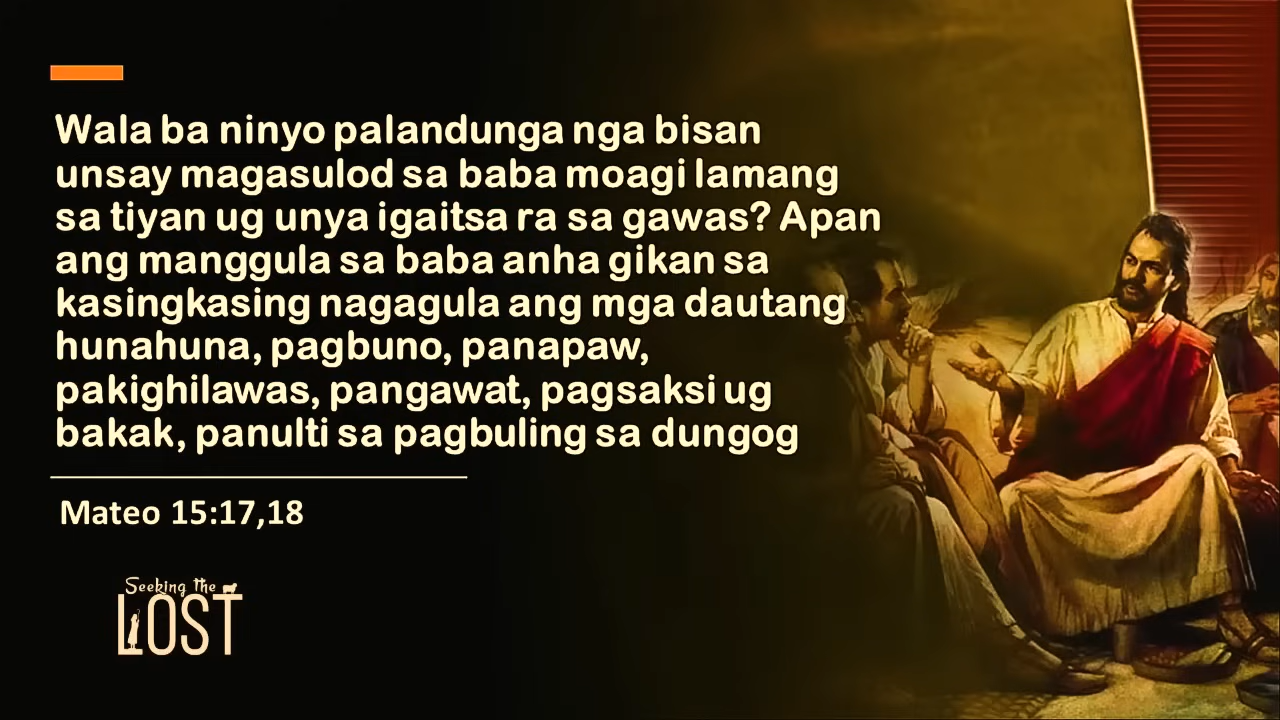 Wala ba ninyo palandunga nga bisan
unsay magasulod sa baba moagi lamang
sa tiyan ug unya igaitsa ra sa gawas? Apan
ang manggula sa baba anha gikan sa
kasingkasing nagagula ang mga dautang
hunahuna, pagbuno, panapaw,
pakighilawas, pangawat, pagsaksi ug
bakak, panulti sa pagbuling sa dungog
Mateo 15:17,18
Seeking the
LOST